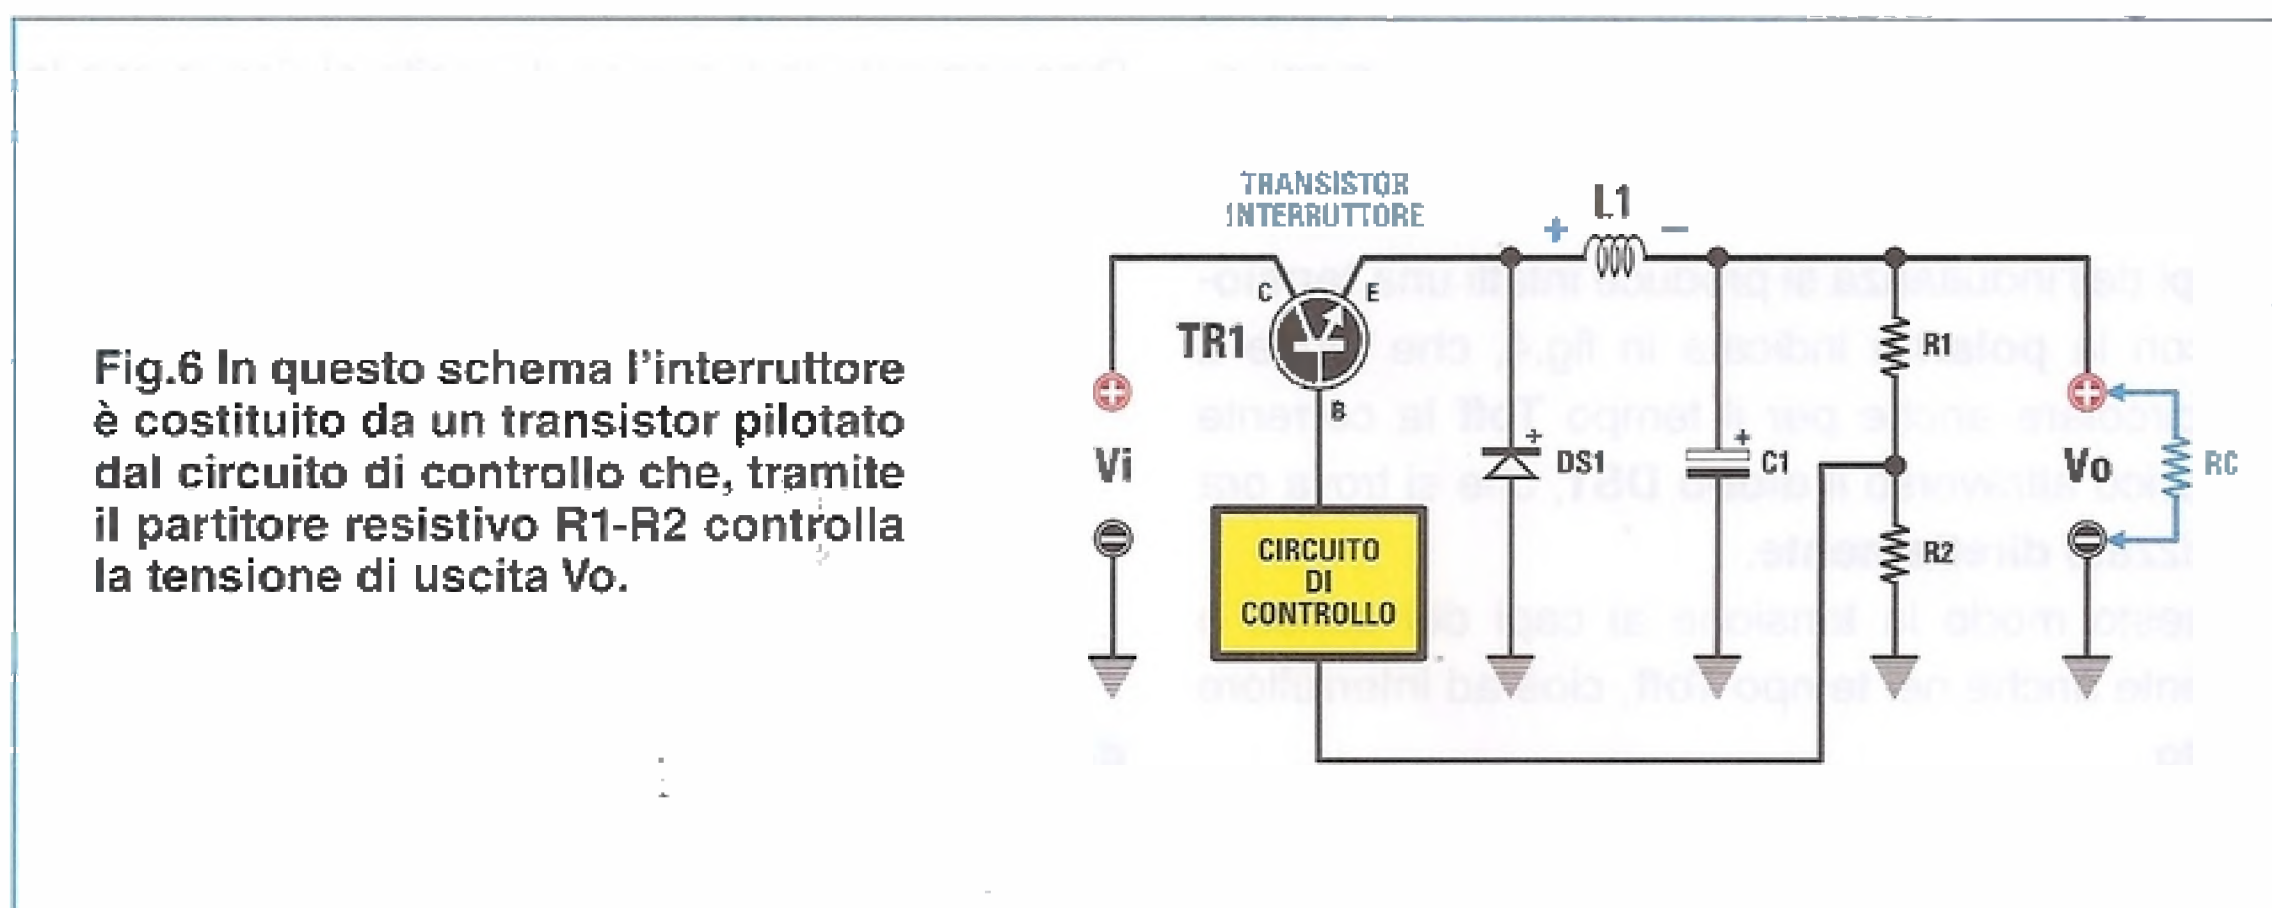 Fig.6 In questo schema l'interruttore
è costituito da un transistor pilotato
dal circuito di controllo che, tramite
il partitore resistivo R1-R2 controlla
la tensione di uscita Vo.
TRANSISTOR
INTERRUTTORE
L1
+ −
C E
TR1
B
R1
+ +
Vi
DS1
C1
Vo
RC
CIRCUITO
DI
CONTROLLO
R2